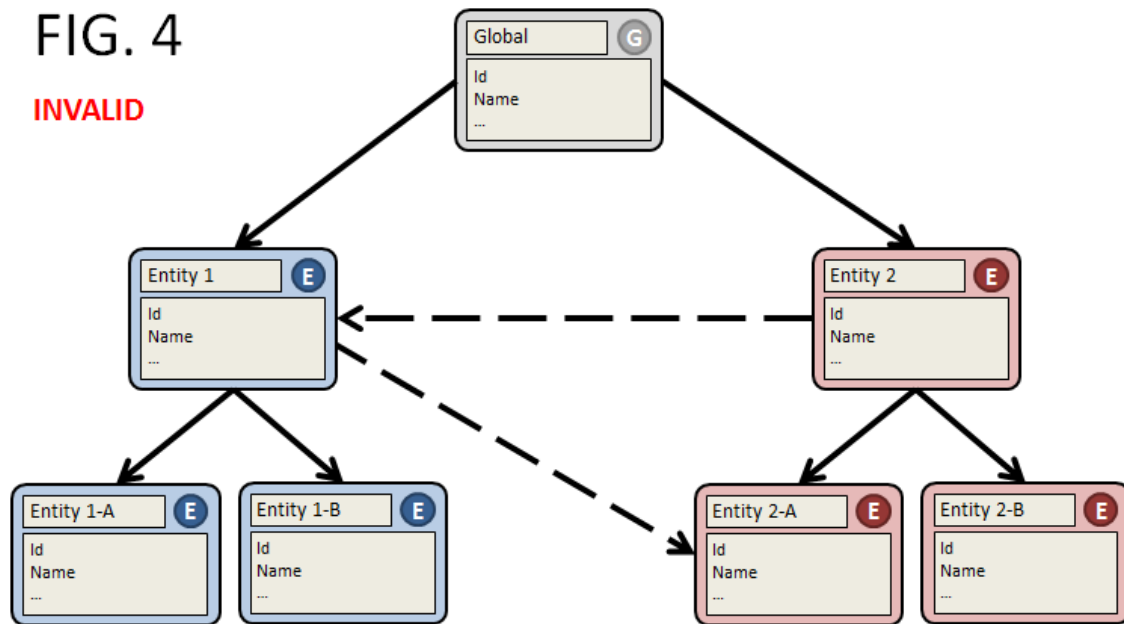 FIG. 4
INVALID
Global
G
Id
Name
...
Entity 1
E
Id
Name
...
Entity 2
E
Id
Name
...
Entity 1-A
E
Id
Name
...
Entity 1-B
E
Id
Name
...
Entity 2-A
E
Id
Name
...
Entity 2-B
E
Id
Name
...